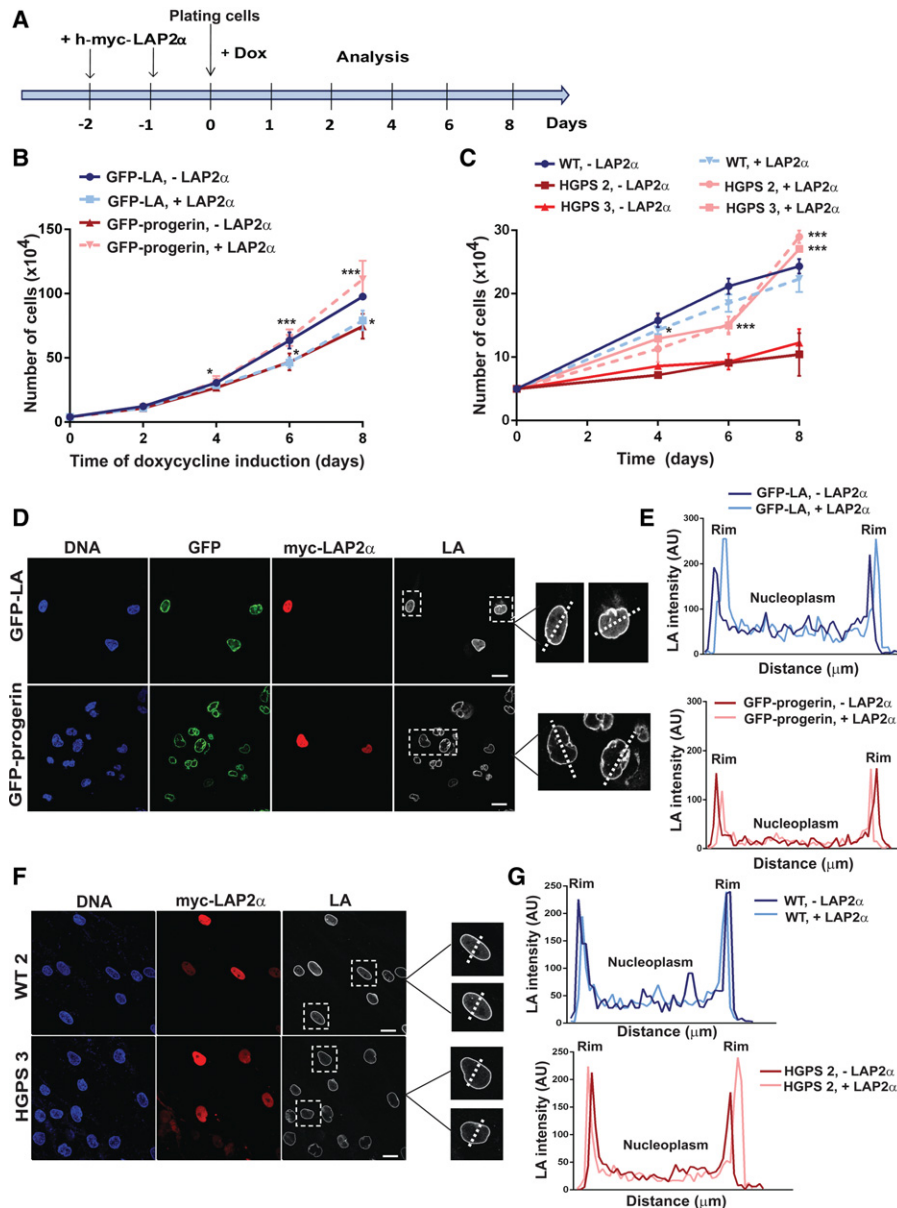 A
Plating cells
+ h-myc-LAP2α
+ Dox
Analysis
-2 -1 0 1 2 4 6 8 Days
B
GFP-LA, - LAP2α
GFP-LA, + LAP2α
GFP-progerin, - LAP2α
GFP-progerin, + LAP2α
Number of cells (x10⁴)
150
100
50
0
0 2 4 6 8
* *** * *** *
Time of doxycycline induction (days)
C
WT, - LAP2α WT, + LAP2α
HGPS 2, - LAP2α HGPS 2, + LAP2α
HGPS 3, - LAP2α HGPS 3, + LAP2α
Number of cells (x10⁴)
30
20
10
0
0 4 6 8
* *** *** ***
Time (days)
D
DNA GFP myc-LAP2α LA
GFP-LA
GFP-progerin
E
GFP-LA, - LAP2α
GFP-LA, + LAP2α
LA intensity (AU)
300
200
100
0
Rim Rim
Nucleoplasm
Distance (μm)
GFP-progerin, - LAP2α
GFP-progerin, + LAP2α
LA intensity (AU)
300
200
100
0
Rim Rim
Nucleoplasm
Distance (μm)
F
DNA myc-LAP2α LA
WT 2
HGPS 3
G
WT, - LAP2α
WT, + LAP2α
LA intensity (AU)
250
200
150
100
50
0
Rim Rim
Nucleoplasm
Distance (μm)
HGPS 2, - LAP2α
HGPS 2, + LAP2α
LA intensity (AU)
250
200
150
100
50
0
Rim Rim
Nucleoplasm
Distance (μm)